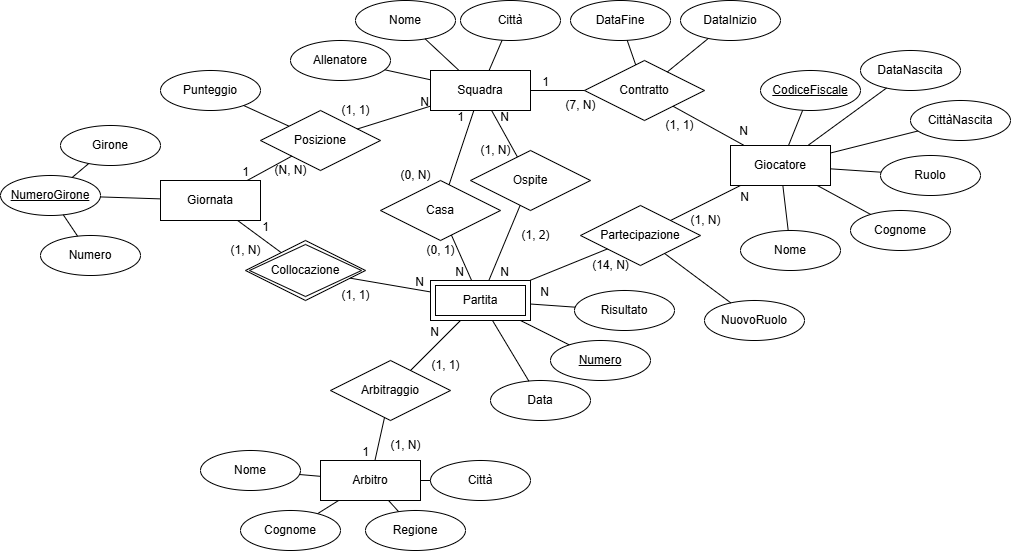 Nome
Città
DataFine
DataInizio
Allenatore
Squadra
1
Contratto
DataNascita
Punteggio
CodiceFiscale
N
(7, N)
(1, 1)
1
N
(1, 1)
N
CittàNascita
Girone
Posizione
(1, N)
Giocatore
(N, N)
1
(0, N)
Ospite
Ruolo
NumeroGirone
Giornata
N
Casa
(1, N)
Cognome
1
Partecipazione
(1, 2)
Numero
(1, N)
(0, 1)
Nome
Collocazione
(14, N)
N
N
N
N
(1, 1)
Partita
Risultato
NuovoRuolo
N
Numero
(1, 1)
Arbitraggio
Data
(1, N)
1
Nome
Arbitro
Città
Cognome
Regione